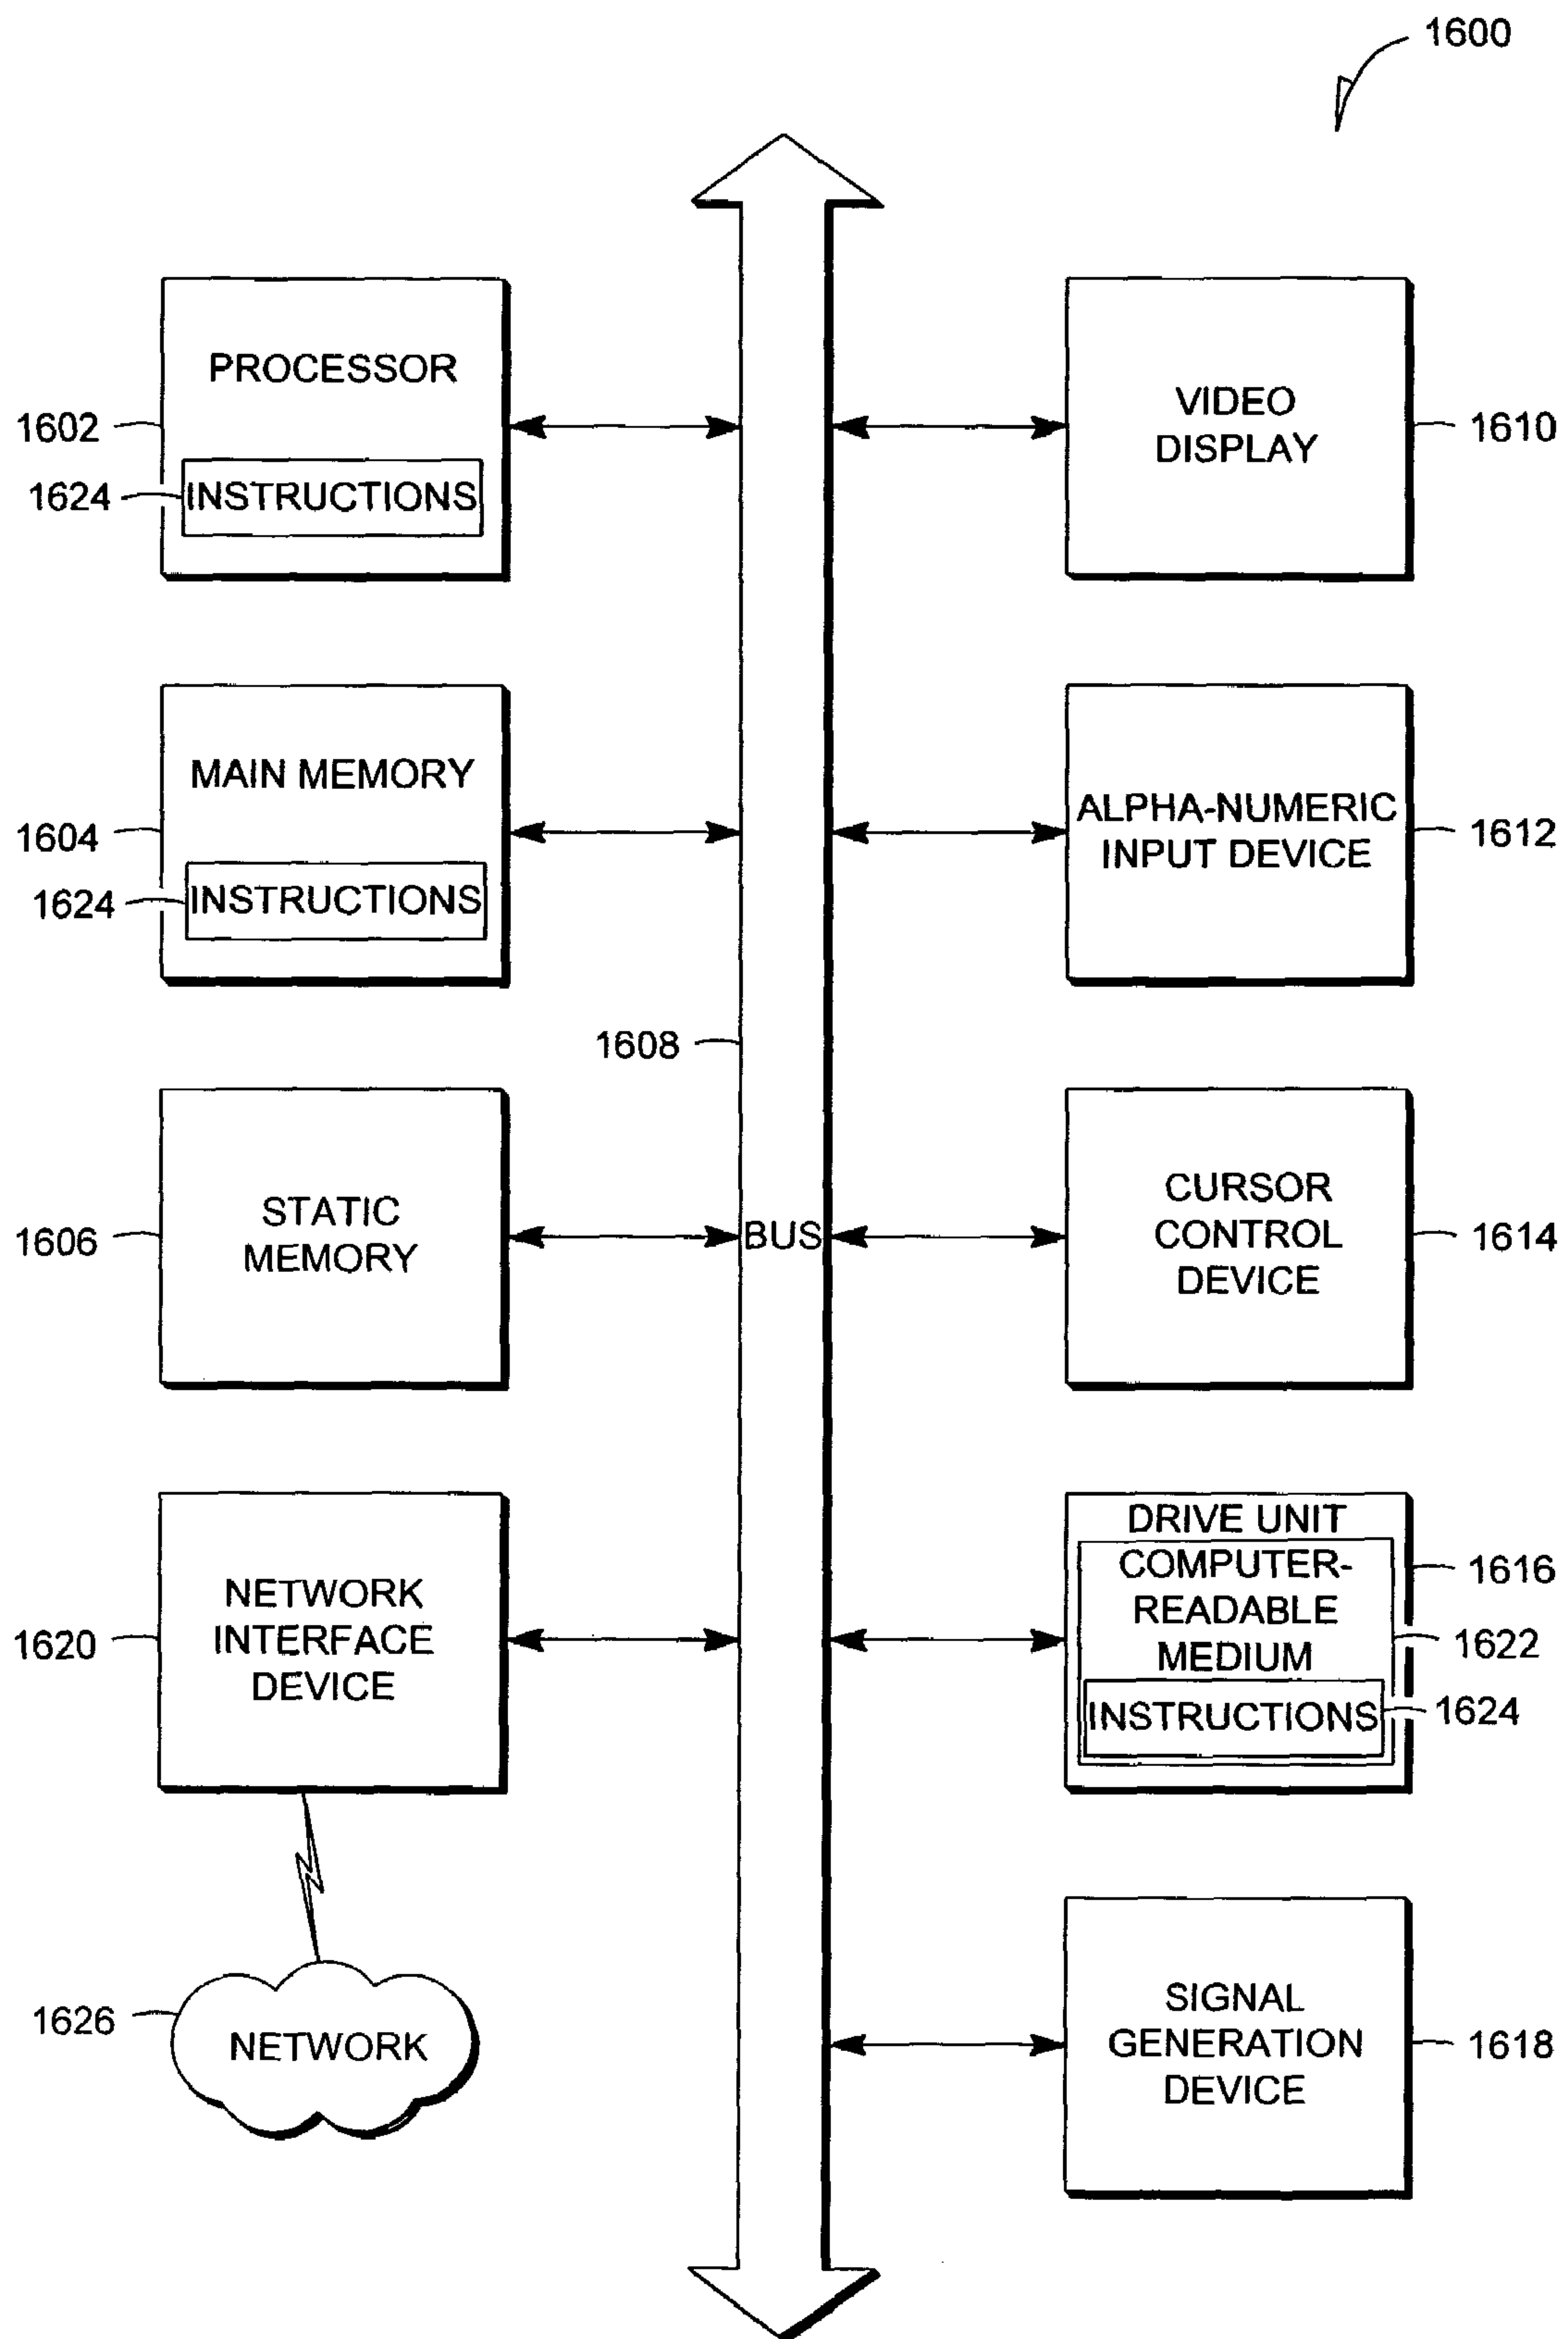 1600
PROCESSOR
1602
1624
INSTRUCTIONS
VIDEO
DISPLAY
1610
MAIN MEMORY
1604
1624
INSTRUCTIONS
ALPHA-NUMERIC
INPUT DEVICE
1612
1608
STATIC
MEMORY
1606
BUS
CURSOR
CONTROL
DEVICE
1614
NETWORK
INTERFACE
DEVICE
1620
DRIVE UNIT
COMPUTER-
READABLE
MEDIUM
1616
1622
INSTRUCTIONS
1624
1626
NETWORK
SIGNAL
GENERATION
DEVICE
1618